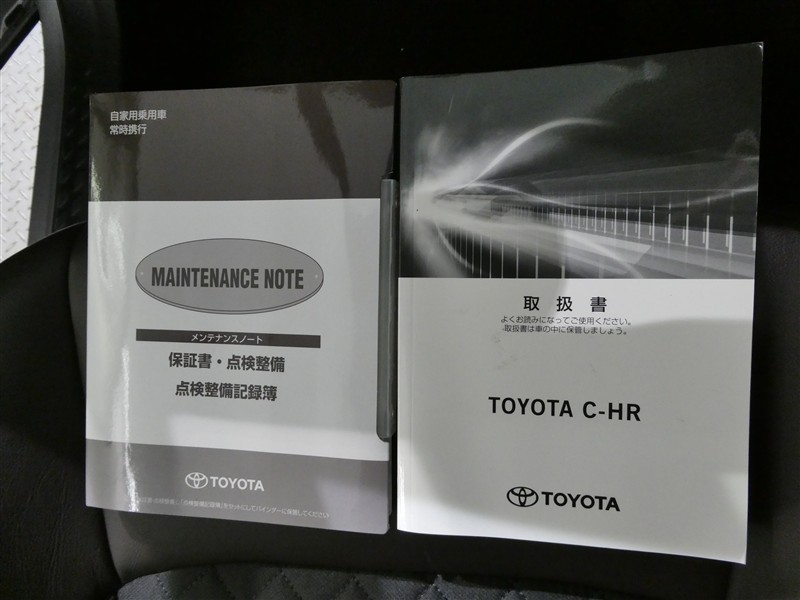 自家用乗用車
常時携行
MAINTENANCE NOTE
メンテナンスノート
保証書・点検整備
点検整備記録簿
TOYOTA
取扱書
よくお読みになってご使用ください。
取扱書は車の中に保管しましょう。
TOYOTA C-HR
TOYOTA